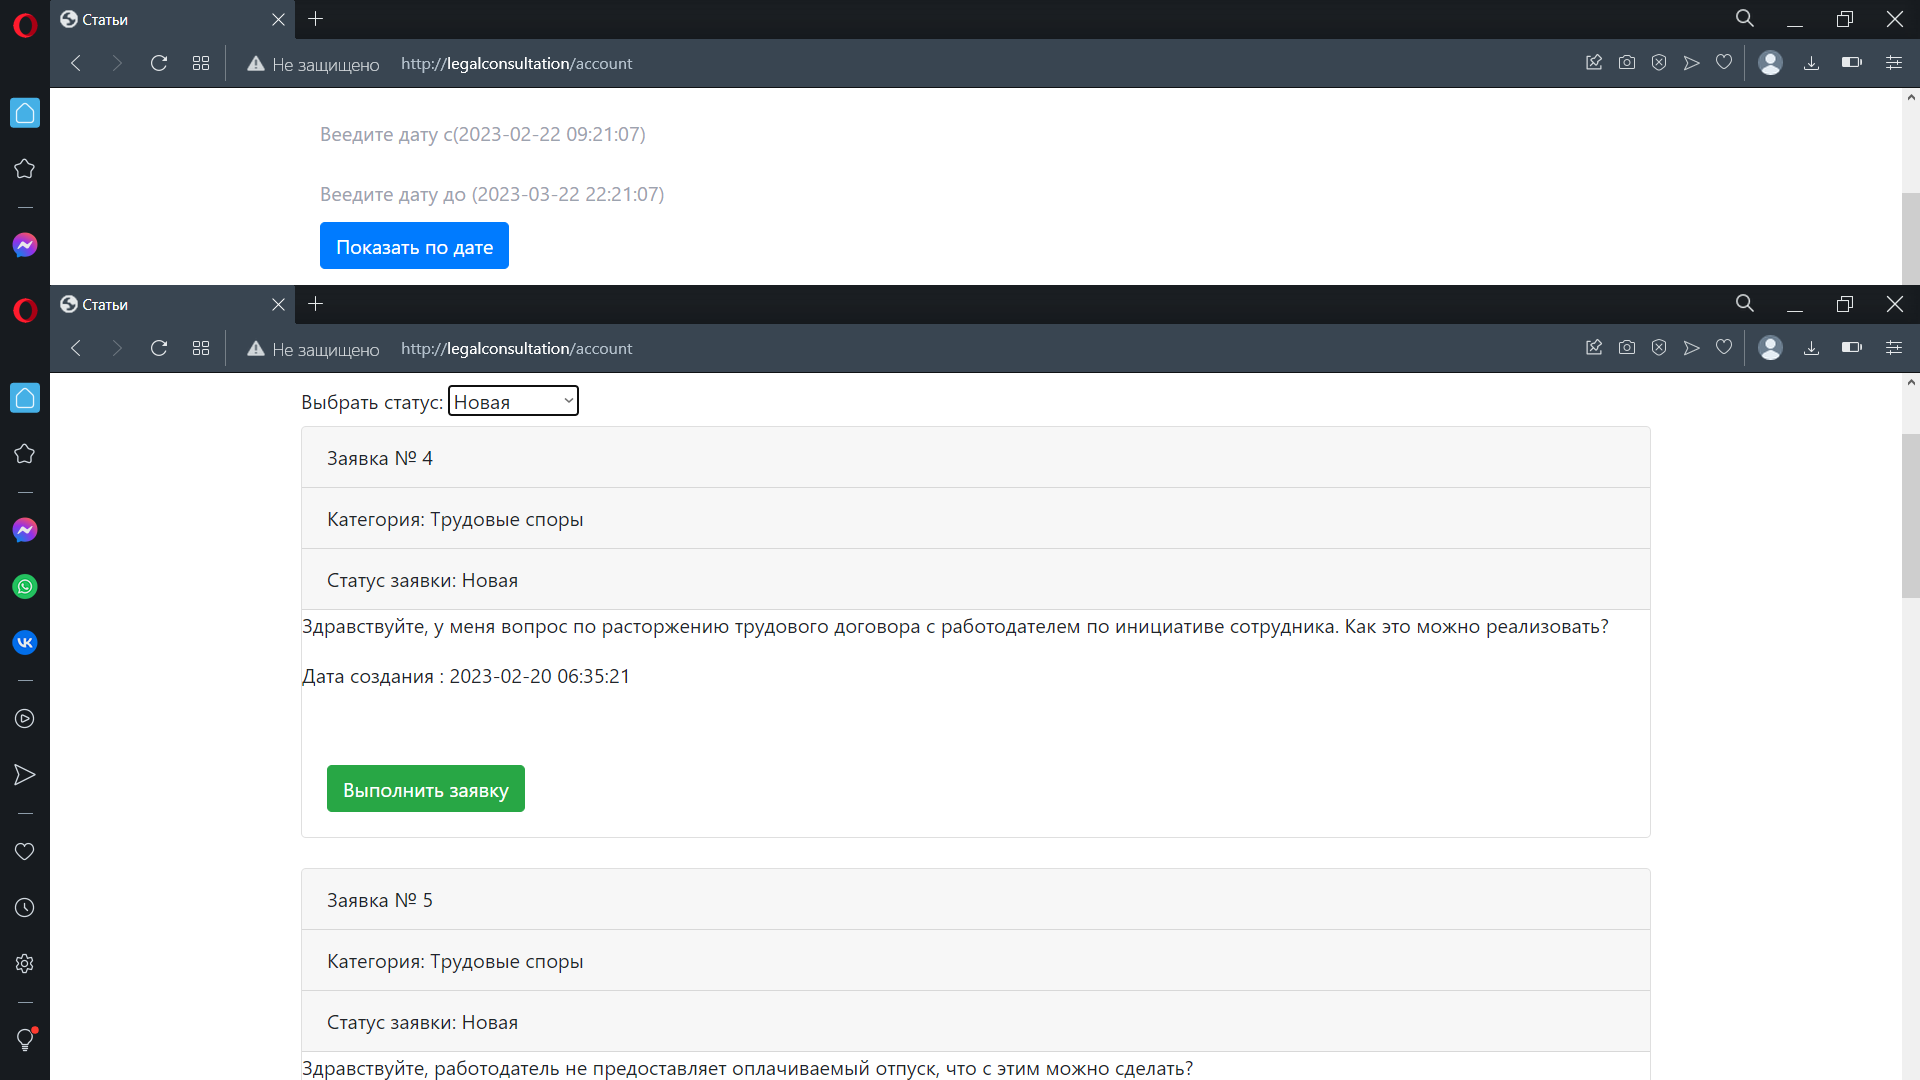 Статьи
Не защищено http://legalconsultation/account
Веедите дату с(2023-02-22 09:21:07)
Веедите дату до (2023-03-22 22:21:07)
Показать по дате
Статьи
Не защищено http://legalconsultation/account
Выбрать статус: Новая
Заявка № 4
Категория: Трудовые споры
Статус заявки: Новая
Здравствуйте, у меня вопрос по расторжению трудового договора с работодателем по инициативе сотрудника. Как это можно реализовать?
Дата создания : 2023-02-20 06:35:21
Выполнить заявку
Заявка № 5
Категория: Трудовые споры
Статус заявки: Новая
Здравствуйте, работодатель не предоставляет оплачиваемый отпуск, что с этим можно сделать?